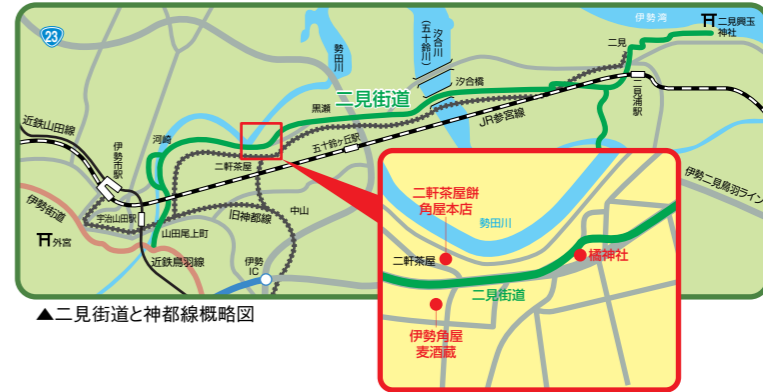 23
伊勢湾
二見興玉
神社
二見
勢田川
汐合川
(五十鈴川)
汐合橋
二見街道
黒瀬
二見浦駅
JR参宮線
近鉄山田線
伊勢市駅
河崎
五十鈴ヶ丘駅
二軒茶屋
伊勢二見鳥羽ライン
伊勢街道
宇治山田駅
山田尾上町
旧神都線
中山
外宮
近鉄鳥羽線
伊勢
IC
二軒茶屋餅
角屋本店
勢田川
二軒茶屋
橘神社
二見街道
伊勢角屋
麦酒蔵
▲二見街道と神都線概略図